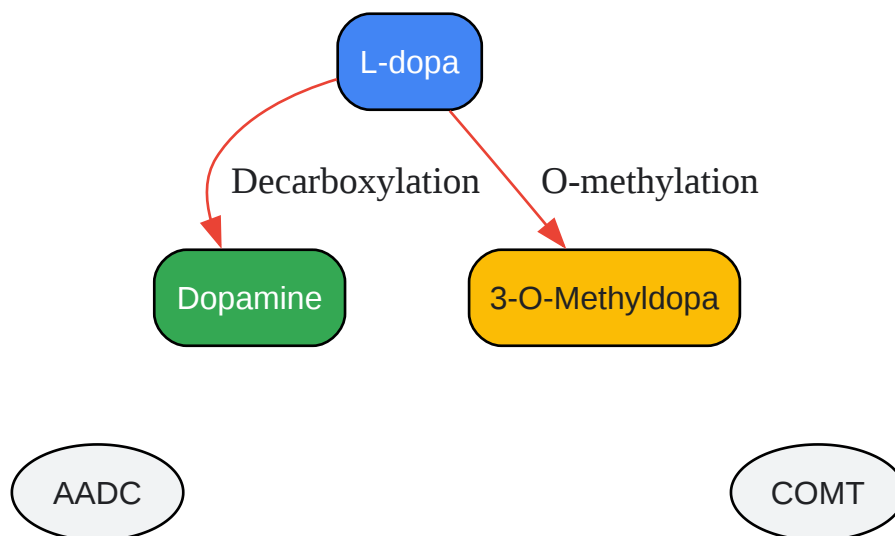 L-dopa
Decarboxylation
O-methylation
Dopamine
3-O-Methyldopa
AADC
COMT